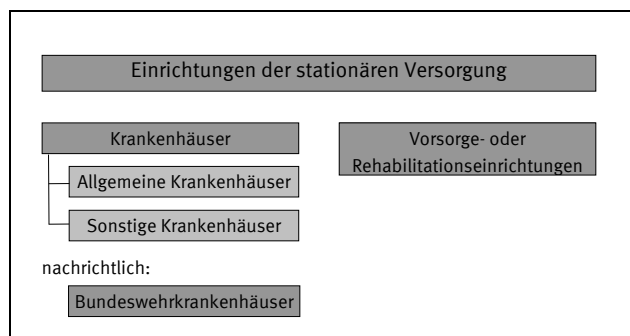 Einrichtungen der stationären Versorgung
Krankenhäuser
Allgemeine Krankenhäuser
Sonstige Krankenhäuser
Vorsorge- oder
Rehabilitationseinrichtungen
nachrichtlich:
Bundeswehrkrankenhäuser